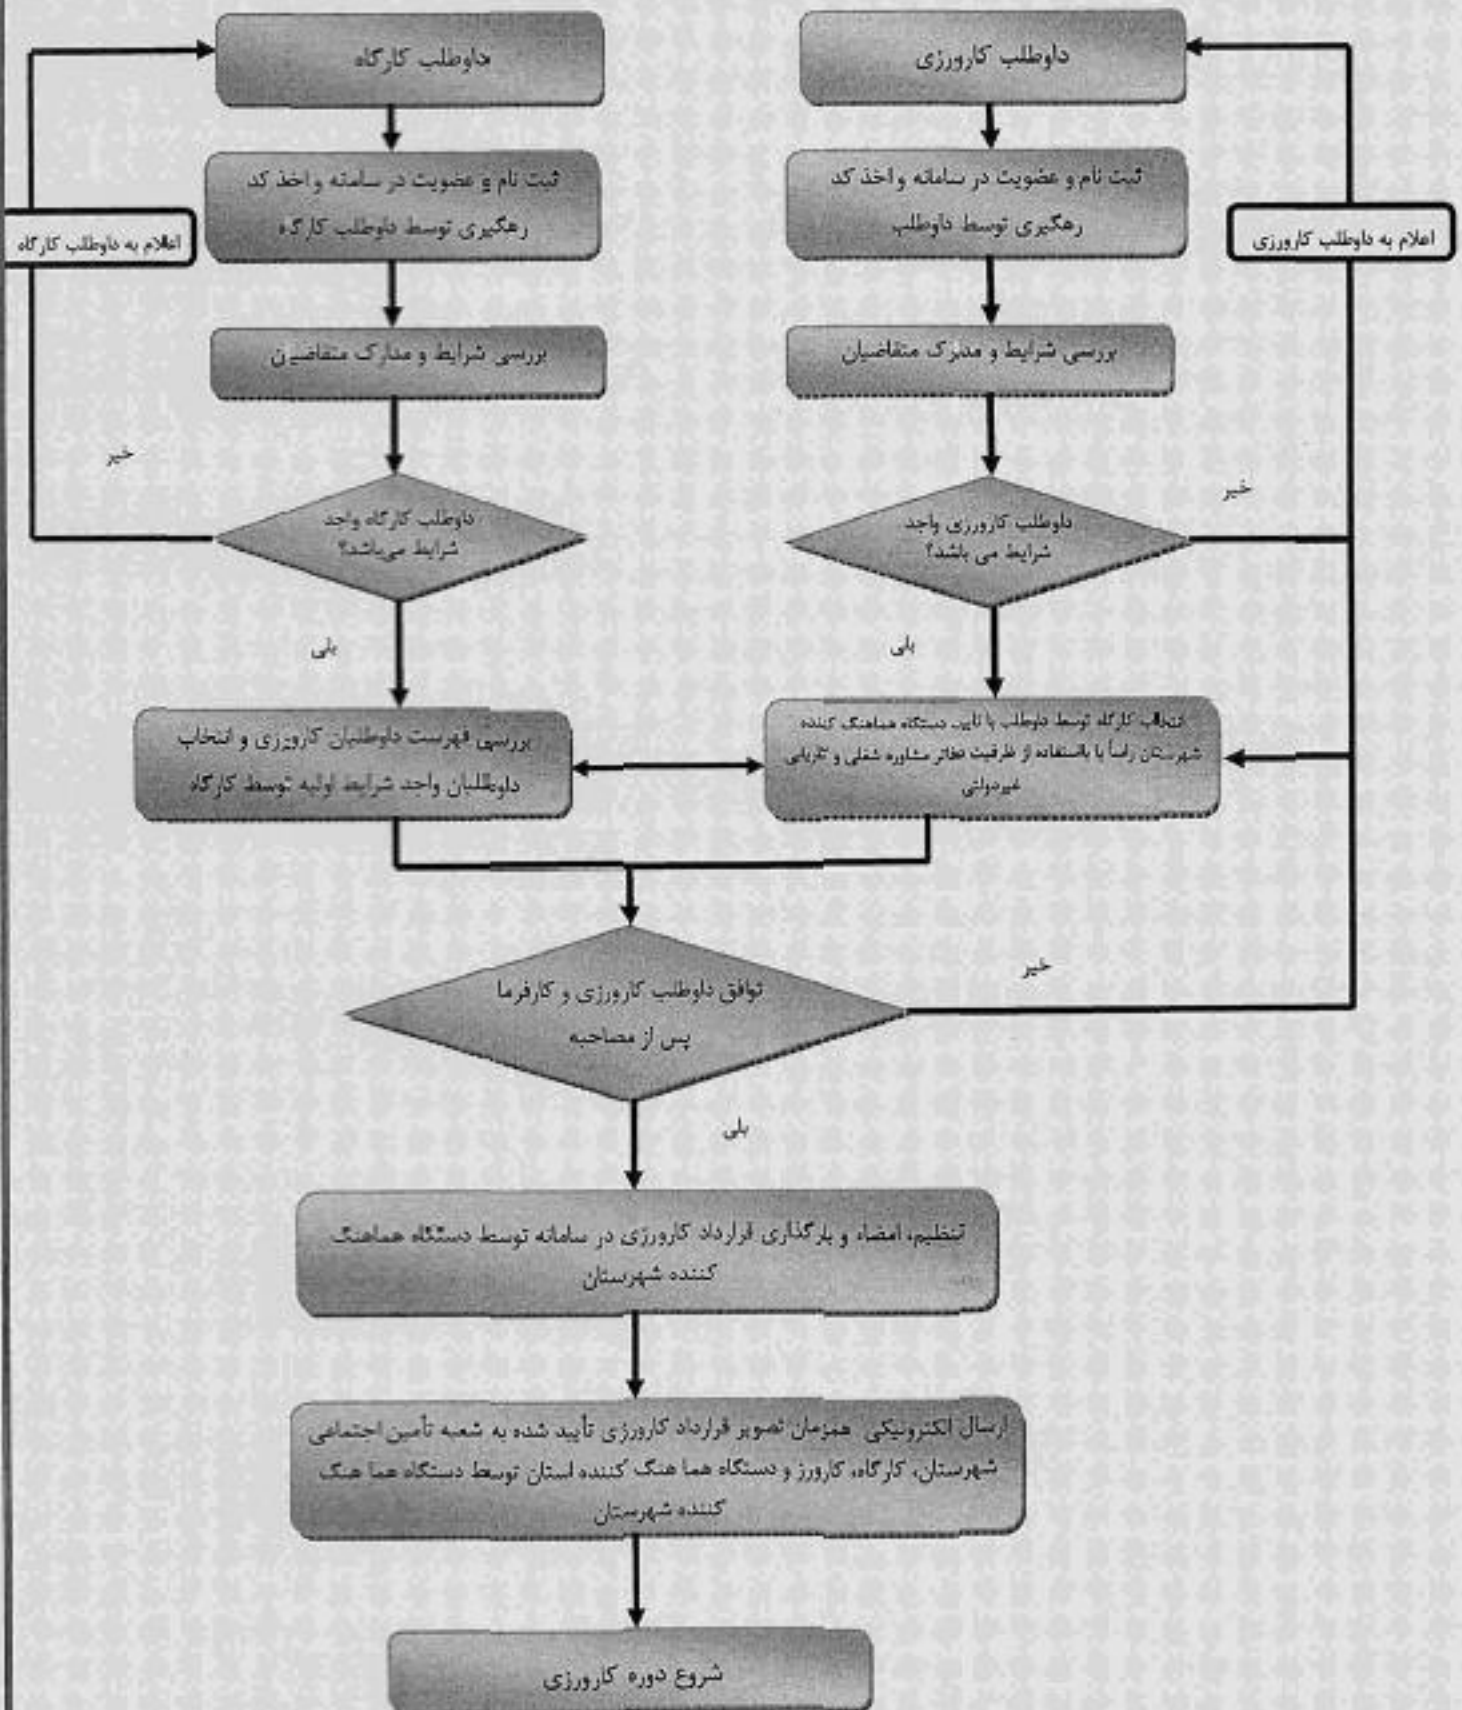 داوطلب کارورزی
داوطلب کارگاه
ثبت نام و عضویت در سامانه و اخذ کد
رهگیری توسط داوطلب
ثبت نام و عضویت در سامانه و اخذ کد
رهگیری توسط داوطلب کارگاه
اعلام به داوطلب کارورزی
اعلام به داوطلب کارگاه
بررسی شرایط و مدارک متقاضیان
بررسی شرایط و مدارک متقاضیان
خیر
خیر
داوطلب کارورزی واجد
شرایط می باشد؟
داوطلب کارگاه واجد
شرایط می‌باشد؟
بلی
بلی
انتخاب کارگاه توسط داوطلب با تایید دستگاه هماهنگ کننده
شهرستان راساً یا بااستفاده از ظرفیت دفاتر مشاوره شغلی و کاریابی
غیردولتی
بررسی فهرست داوطلبان کارورزی و انتخاب
داوطلبان واجد شرایط اولیه توسط کارگاه
توافق داوطلب کارورزی و کارفرما
پس از مصاحبه
خیر
بلی
تنظیم، امضاء و بارگذاری قرارداد کارورزی در سامانه توسط دستگاه هماهنگ
کننده شهرستان
ارسال الکترونیکی همزمان تصویر قرارداد کارورزی تأیید شده به شعبه تأمین اجتماعی
شهرستان، کارگاه، کارورز و دستگاه هما هنگ کننده استان توسط دستگاه هما هنگ
کننده شهرستان
شروع دوره کارورزی